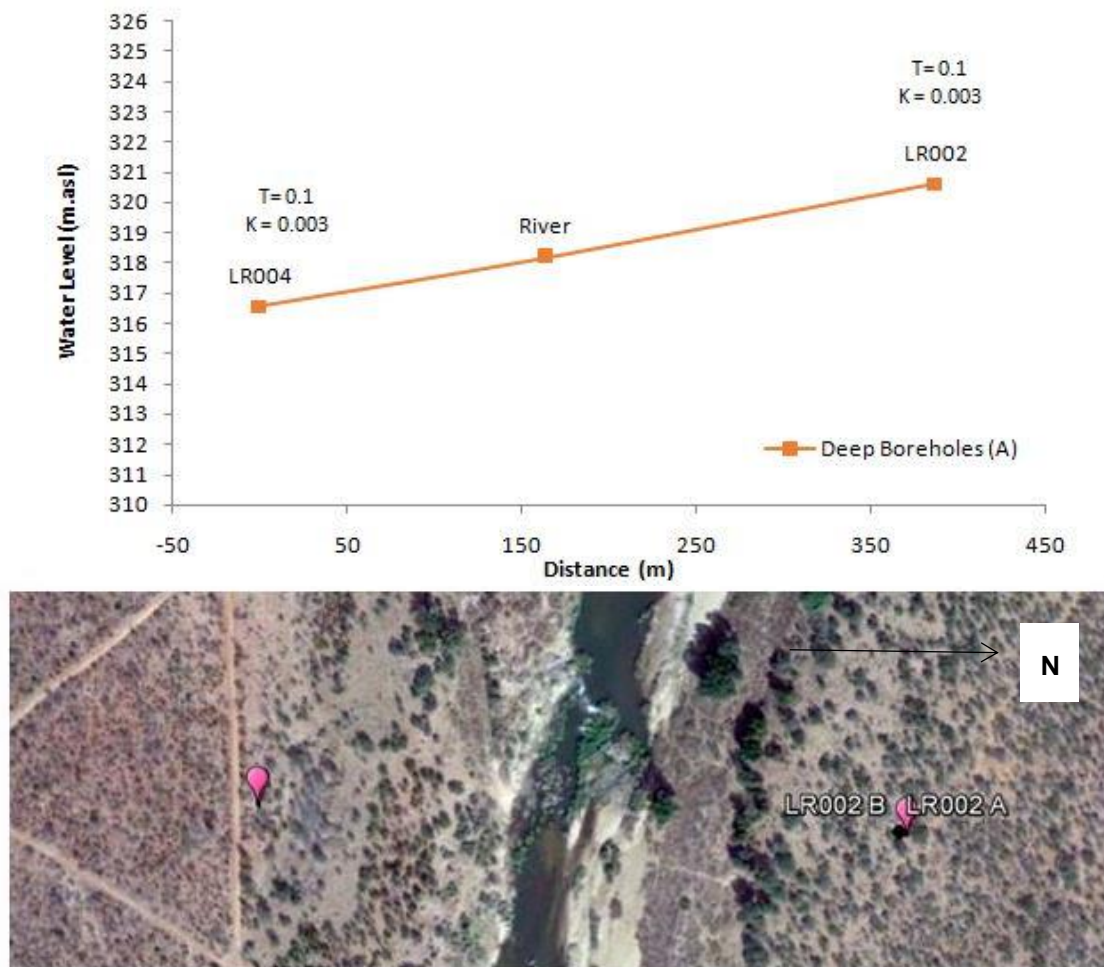 326
325
324
323
322
321
320
319
318
317
316
315
314
313
312
311
310
Water Level (m.asl)
T= 0.1
K = 0.003
LR002
T= 0.1
K = 0.003
LR004
River
Deep Boreholes (A)
-50 50 150 250 350 450
Distance (m)
N
LR002 B LR002 A